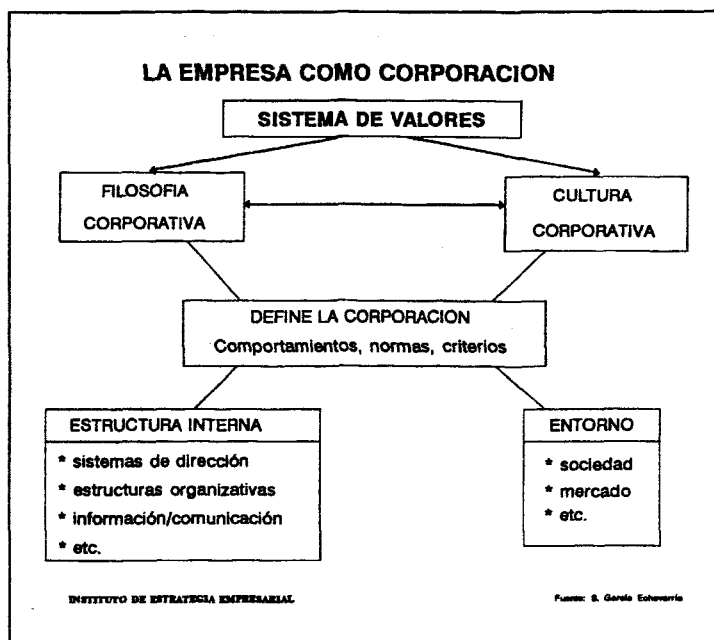 LA EMPRESA COMO CORPORACION
SISTEMA DE VALORES
FILOSOFIA
CORPORATIVA
CULTURA
CORPORATIVA
DEFINE LA CORPORACION
Comportamientos, normas, criterios
ESTRUCTURA INTERNA
* sistemas de dirección
* estructuras organizativas
* información/comunicación
* etc.
ENTORNO
* sociedad
* mercado
* etc.
INSTITUTO DE ESTRATEGIA EMPRESARIAL
Fuente: S. García Echevarría